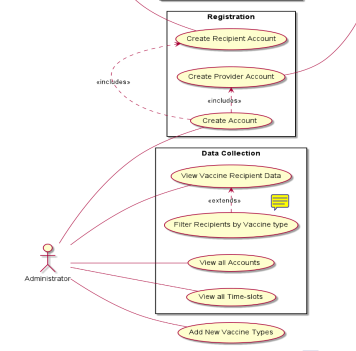 Registration
Create Recipient Account
Create Provider Account
«includes»
«includes»
Create Account
Data Collection
View Vaccine Recipient Data
«extends»
Filter Recipients by Vaccine type
View all Accounts
Administrator
View all Time-slots
Add New Vaccine Types